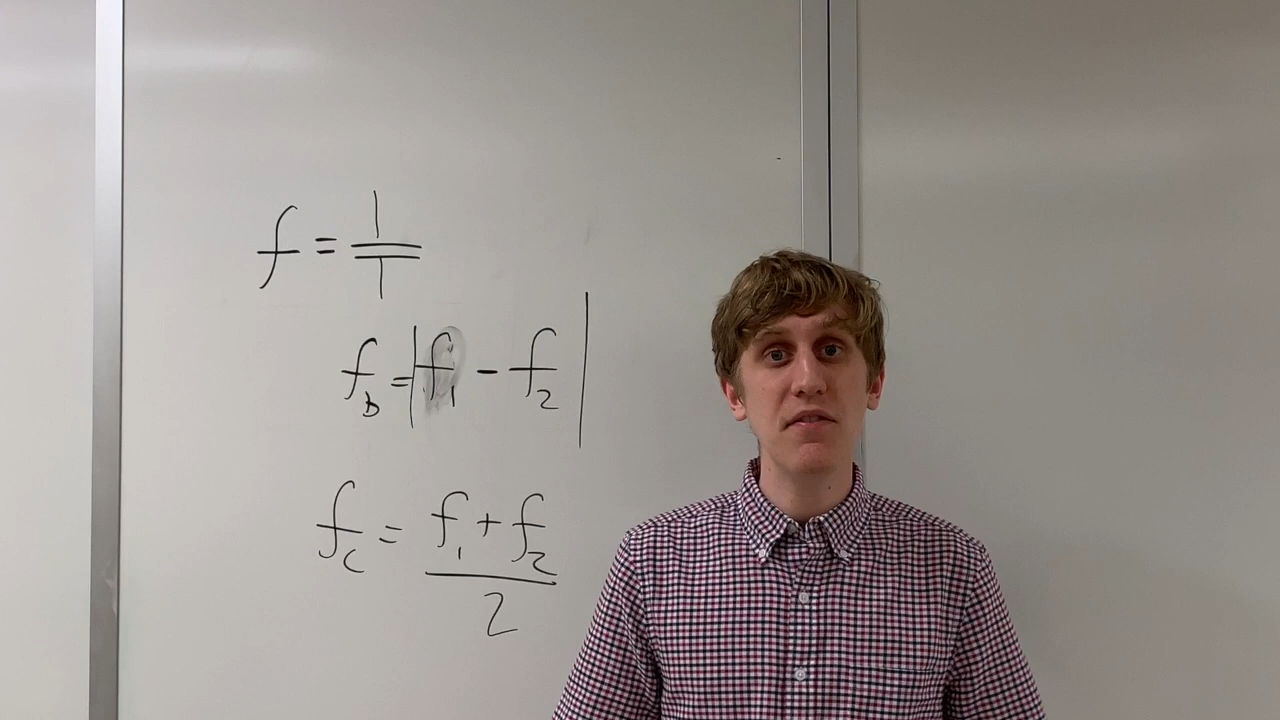 f = 1/T
f_b = |f_1 - f_2|
f_c = (f_1 + f_2)/2